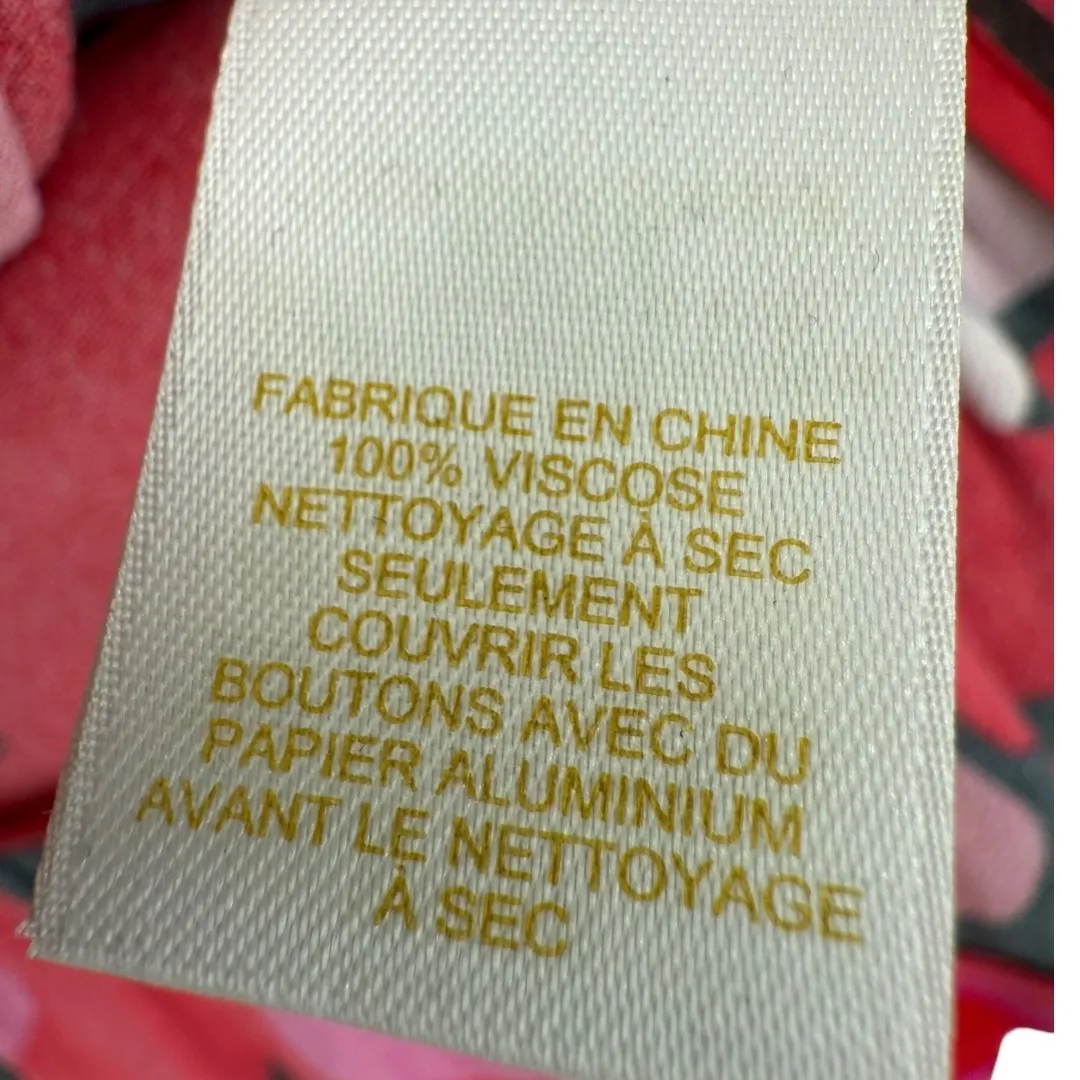 FABRIQUE EN CHINE
100% VISCOSE
NETTOYAGE À SEC
SEULEMENT
COUVRIR LES
BOUTONS AVEC DU
PAPIER ALUMINIUM
AVANT LE NETTOYAGE
À SEC